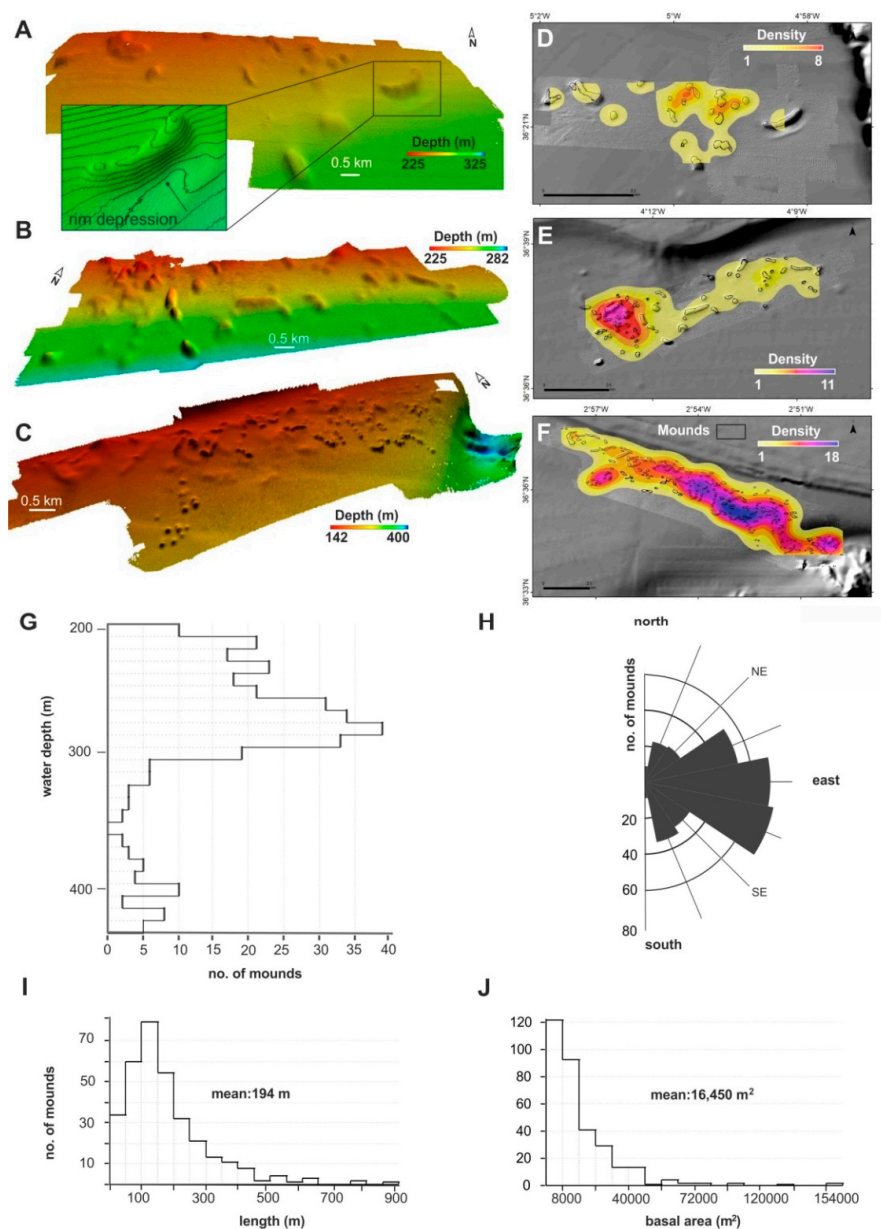 A
N
Depth (m)
225 325
0.5 km
rim depression
B
N
Depth (m)
225 282
0.5 km
C
N
0.5 km
Depth (m)
142 400
5°2'W 5°W 4°58'W
D
Density
1 8
36°21'N
4°12'W 4°9'W
36°39'N
E
Density
1 11
36°36'N
2°57'W 2°54'W 2°51'W
F
Mounds
Density
1 18
36°36'N
36°33'N
G
200
300
400
water depth (m)
0 5 10 15 20 25 30 35 40
no. of mounds
H
north
NE
no. of mounds
east
20
40
60
80
SE
south
I
70
50
30
10
no. of mounds
mean:194 m
100 300 500 700 900
length (m)
J
120
100
80
60
40
20
0
mean:16,450 m²
8000 40000 72000 120000 154000
basal area (m²)